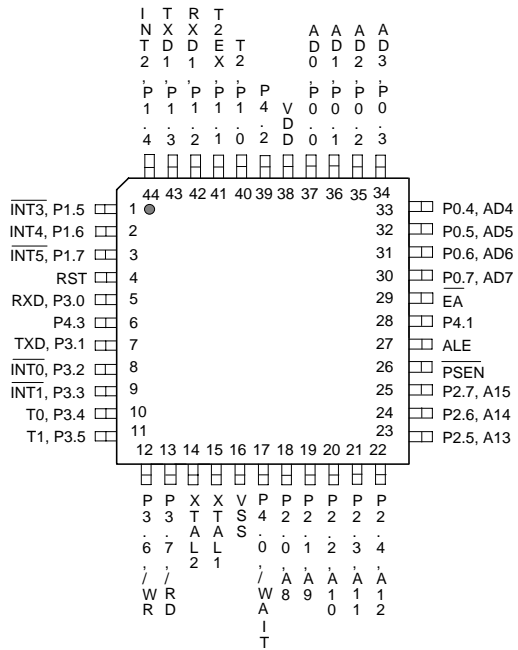 INT2,P1.4
TXD1,P1.3
RXD1,P1.2
T2EX,P1.1
T2,P1.0
P4.2
VDD
AD0,P0.0
AD1,P0.1
AD2,P0.2
AD3,P0.3
44 43 42 41 40 39 38 37 36 35 34
INT3, P1.5 1
INT4, P1.6 2
INT5, P1.7 3
RST 4
RXD, P3.0 5
P4.3 6
TXD, P3.1 7
INT0, P3.2 8
INT1, P3.3 9
T0, P3.4 10
T1, P3.5 11
33 P0.4, AD4
32 P0.5, AD5
31 P0.6, AD6
30 P0.7, AD7
29 EA
28 P4.1
27 ALE
26 PSEN
25 P2.7, A15
24 P2.6, A14
23 P2.5, A13
12 13 14 15 16 17 18 19 20 21 22
P3.6,/WR
P3.7,/RD
XTAL2
XTAL1
VSS
P4.0,/WAIT
P2.0,A8
P2.1,A9
P2.2,A10
P2.3,A11
P2.4,A12